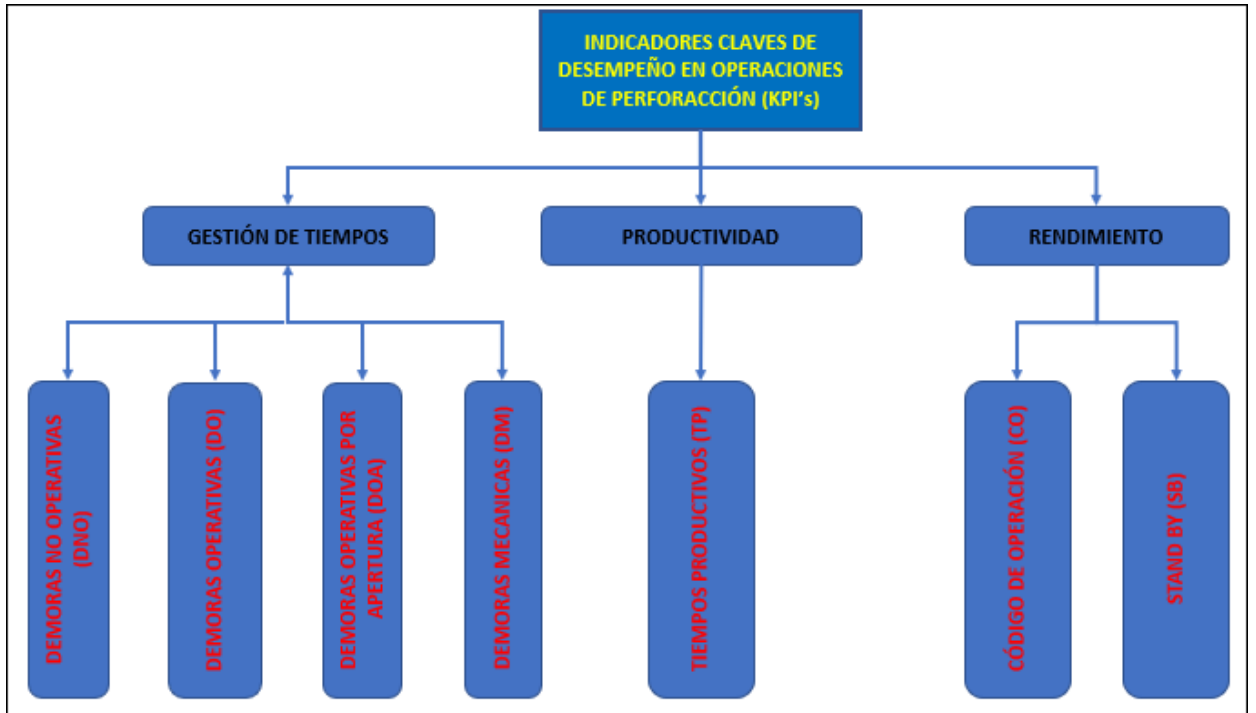 INDICADORES CLAVES DE
DESEMPEÑO EN OPERACIONES
DE PERFORACCIÓN (KPI's)
GESTIÓN DE TIEMPOS
PRODUCTIVIDAD
RENDIMIENTO
DEMORAS NO OPERATIVAS
(DNO)
DEMORAS OPERATIVAS (DO)
DEMORAS OPERATIVAS POR
APERTURA (DOA)
DEMORAS MECANICAS (DM)
TIEMPOS PRODUCTIVOS (TP)
CÓDIGO DE OPERACIÓN (CO)
STAND BY (SB)